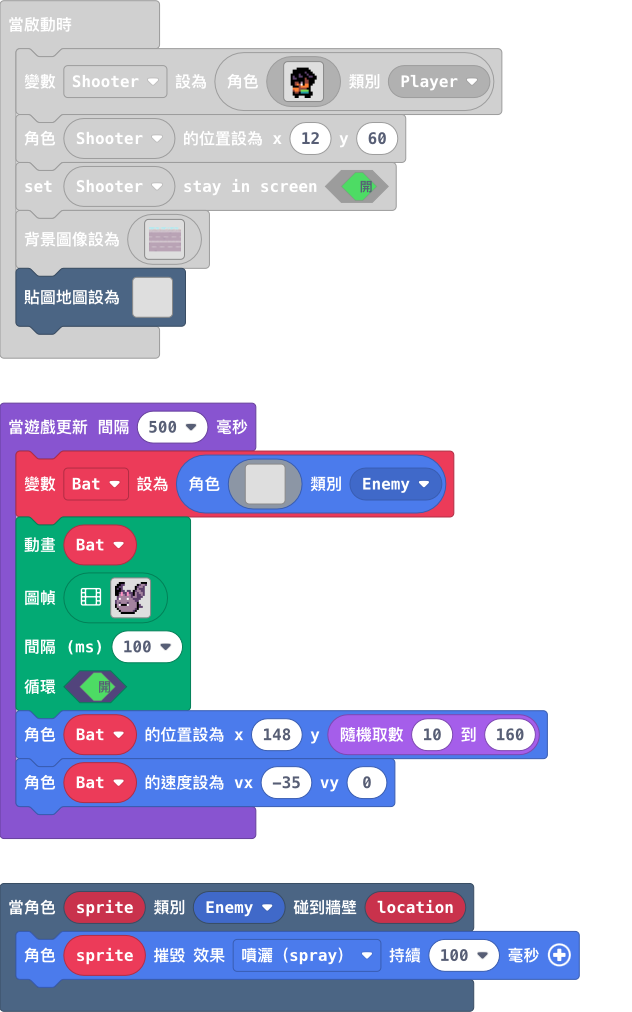 當啟動時
變數 Shooter 設為 角色 類別 Player
角色 Shooter 的位置設為 x 12 y 60
set Shooter stay in screen 開
背景圖像設為
貼圖地圖設為
當遊戲更新 間隔 500 毫秒
變數 Bat 設為 角色 類別 Enemy
動畫 Bat
圖幀
間隔 (ms) 100
循環 開
角色 Bat 的位置設為 x 148 y 隨機取數 10 到 160
角色 Bat 的速度設為 vx -35 vy 0
當角色 sprite 類別 Enemy 碰到牆壁 location
角色 sprite 摧毀 效果 噴灑 (spray) 持續 100 毫秒